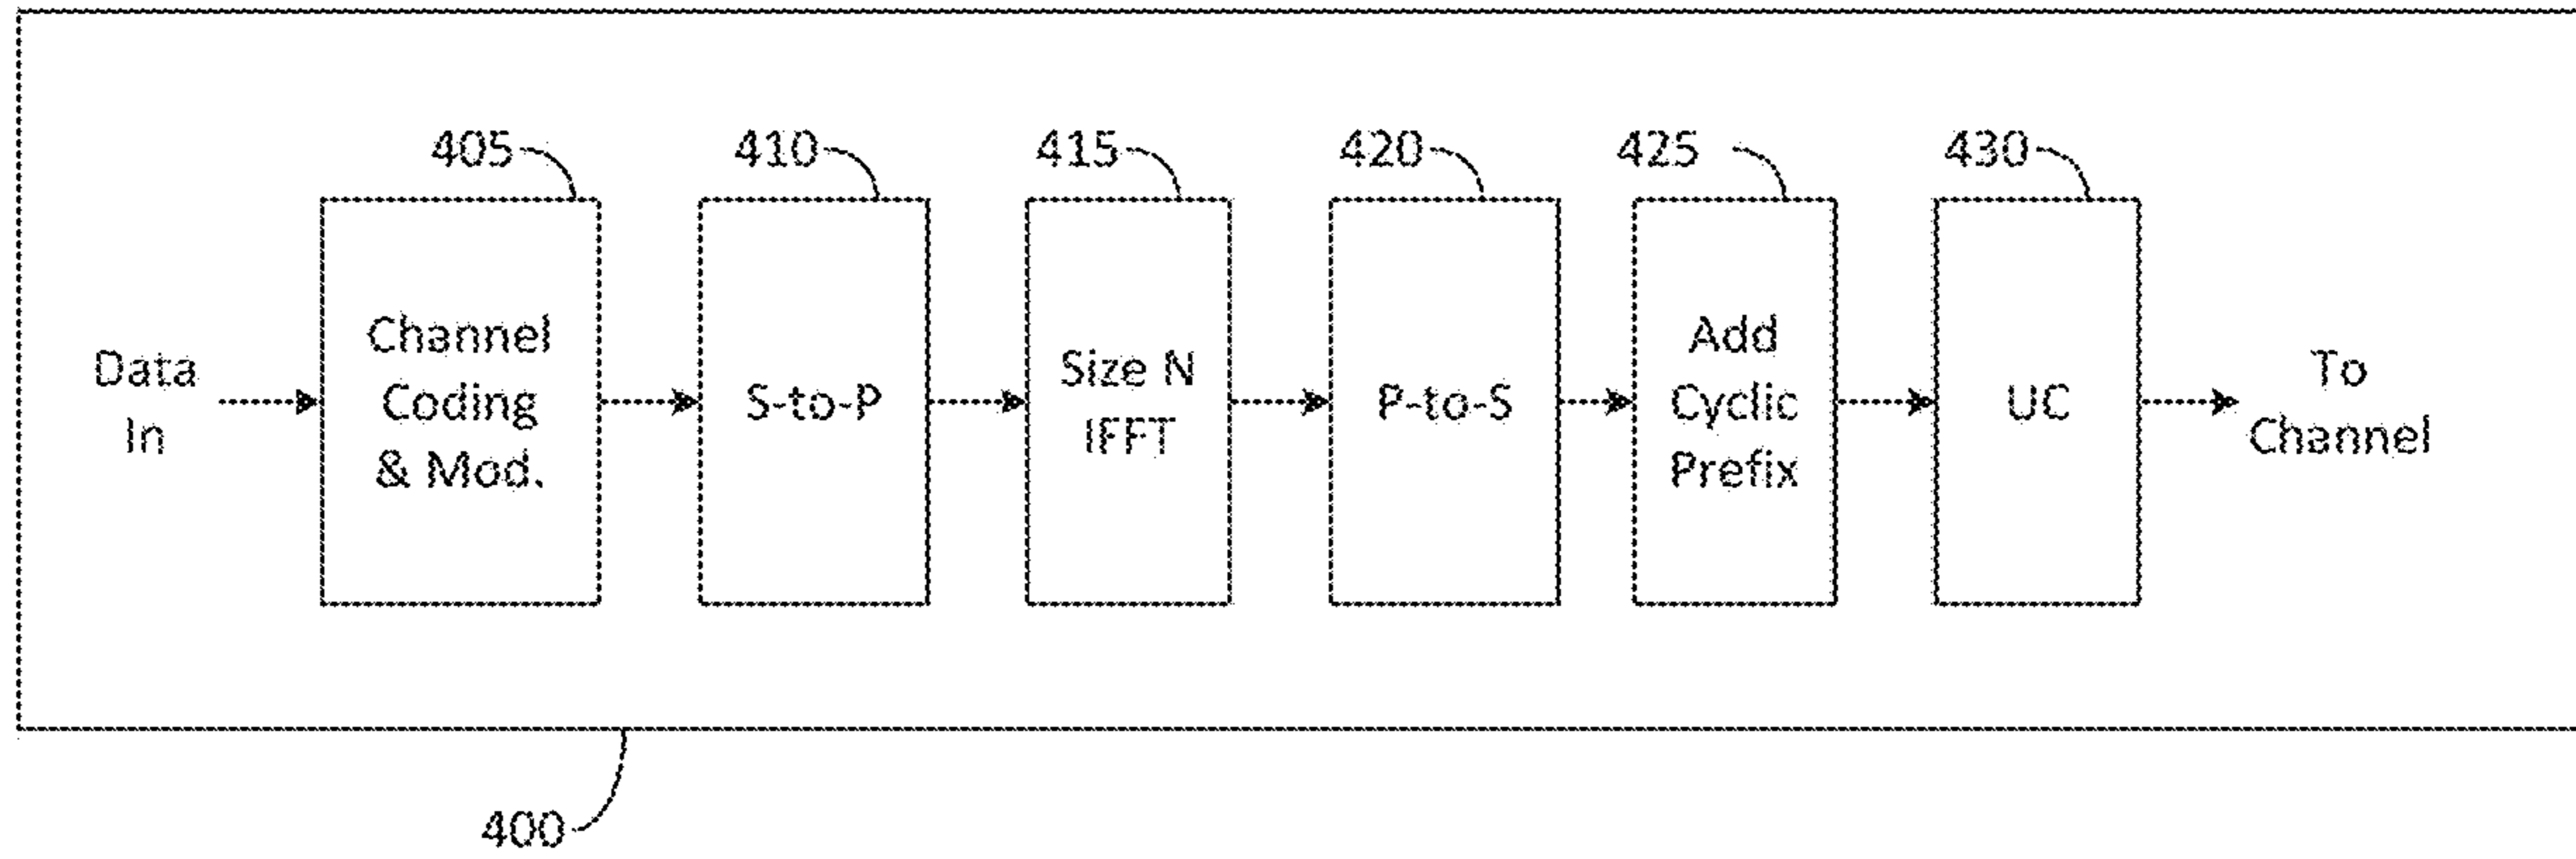 405
410
415
420
425
430
Data
In
Channel
Coding
& Mod.
S-to-P
Size N
IFFT
P-to-S
Add
Cyclic
Prefix
UC
To
Channel
400